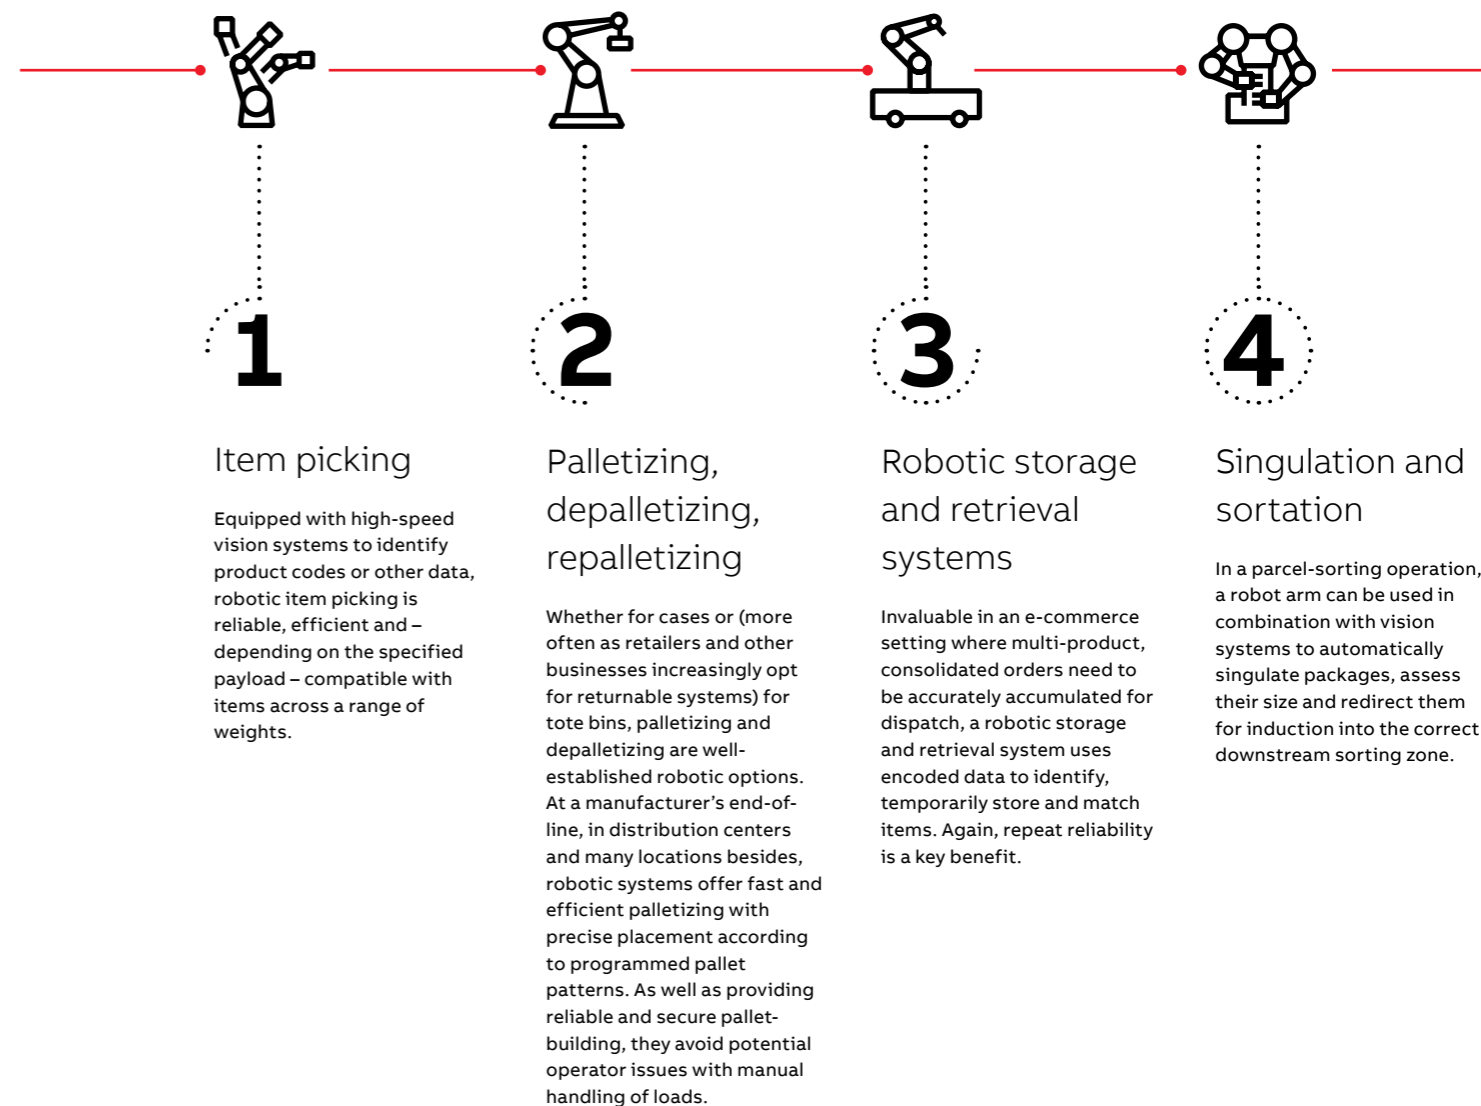 1
Item picking
Equipped with high-speed
vision systems to identify
product codes or other data,
robotic item picking is
reliable, efficient and –
depending on the specified
payload – compatible with
items across a range of
weights.
2
Palletizing,
depalletizing,
repalletizing
Whether for cases or (more
often as retailers and other
businesses increasingly opt
for returnable systems) for
tote bins, palletizing and
depalletizing are well-
established robotic options.
At a manufacturer’s end-of-
line, in distribution centers
and many locations besides,
robotic systems offer fast and
efficient palletizing with
precise placement according
to programmed pallet
patterns. As well as providing
reliable and secure pallet-
building, they avoid potential
operator issues with manual
handling of loads.
3
Robotic storage
and retrieval
systems
Invaluable in an e-commerce
setting where multi-product,
consolidated orders need to
be accurately accumulated for
dispatch, a robotic storage
and retrieval system uses
encoded data to identify,
temporarily store and match
items. Again, repeat reliability
is a key benefit.
4
Singulation and
sortation
In a parcel-sorting operation,
a robot arm can be used in
combination with vision
systems to automatically
singulate packages, assess
their size and redirect them
for induction into the correct
downstream sorting zone.